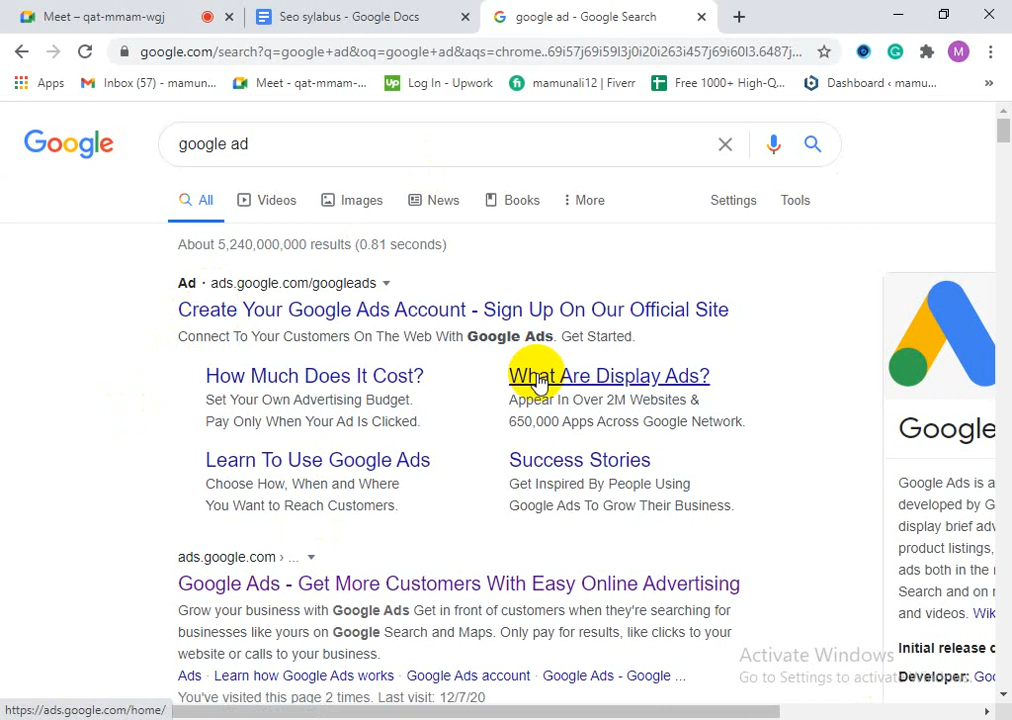 Meet – qat-mmam-wgj
Seo syllabus - Google Docs
google ad - Google Search
google.com/search?q=google+ad&oq=google+ad&aqs=chrome..69i57j69i59l3j0i20i263i457j69i60l3.6487j...
M
Apps
Inbox (57) - mamun...
Meet - qat-mmam-...
up Log In - Upwork
fi mamunali12 | Fiverr
Free 1000+ High-Q...
Dashboard ‹ mamu...
»
Google
google ad
All
Videos
Images
News
Books
More
Settings
Tools
About 5,240,000,000 results (0.81 seconds)
Ad · ads.google.com/googleads
Create Your Google Ads Account - Sign Up On Our Official Site
Connect To Your Customers On The Web With Google Ads. Get Started.
How Much Does It Cost?
Set Your Own Advertising Budget.
Pay Only When Your Ad Is Clicked.
What Are Display Ads?
Appear In Over 2M Websites &
650,000 Apps Across Google Network.
Learn To Use Google Ads
Choose How, When and Where
You Want to Reach Customers.
Success Stories
Get Inspired By People Using
Google Ads To Grow Their Business.
ads.google.com › ...
Google Ads - Get More Customers With Easy Online Advertising
Grow your business with Google Ads Get in front of customers when they're searching for
businesses like yours on Google Search and Maps. Only pay for results, like clicks to your
website or calls to your business.
Ads · Learn how Google Ads works · Google Ads account · Google Ads - Google ...
You've visited this page 2 times. Last visit: 12/7/20
Google
Google Ads is a
developed by G
display brief adv
product listings,
ads both in the r
Search and on n
and videos. Wik
Initial release d
Developer: Goo
Activate Windows
Go to Settings to activate Windows.
https://ads.google.com/home/